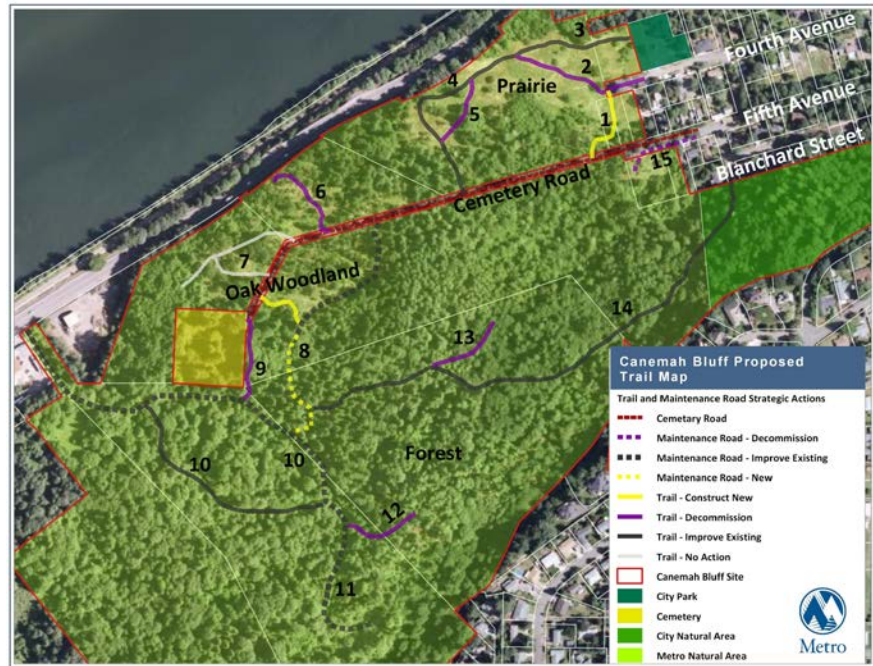 3
Fourth Avenue
4
2
Prairie
5
Fifth Avenue
1
Blanchard Street
15
Cemetery Road
6
7
Oak Woodland
14
13
8
9
10
10
Forest
12
11
Canemah Bluff Proposed
Trail Map
Trail and Maintenance Road Strategic Actions
Cemetary Road
Maintenance Road - Decommission
Maintenance Road - Improve Existing
Maintenance Road - New
Trail - Construct New
Trail - Decommission
Trail - Improve Existing
Trail - No Action
Canemah Bluff Site
City Park
Cemetery
City Natural Area
Metro Natural Area
Metro